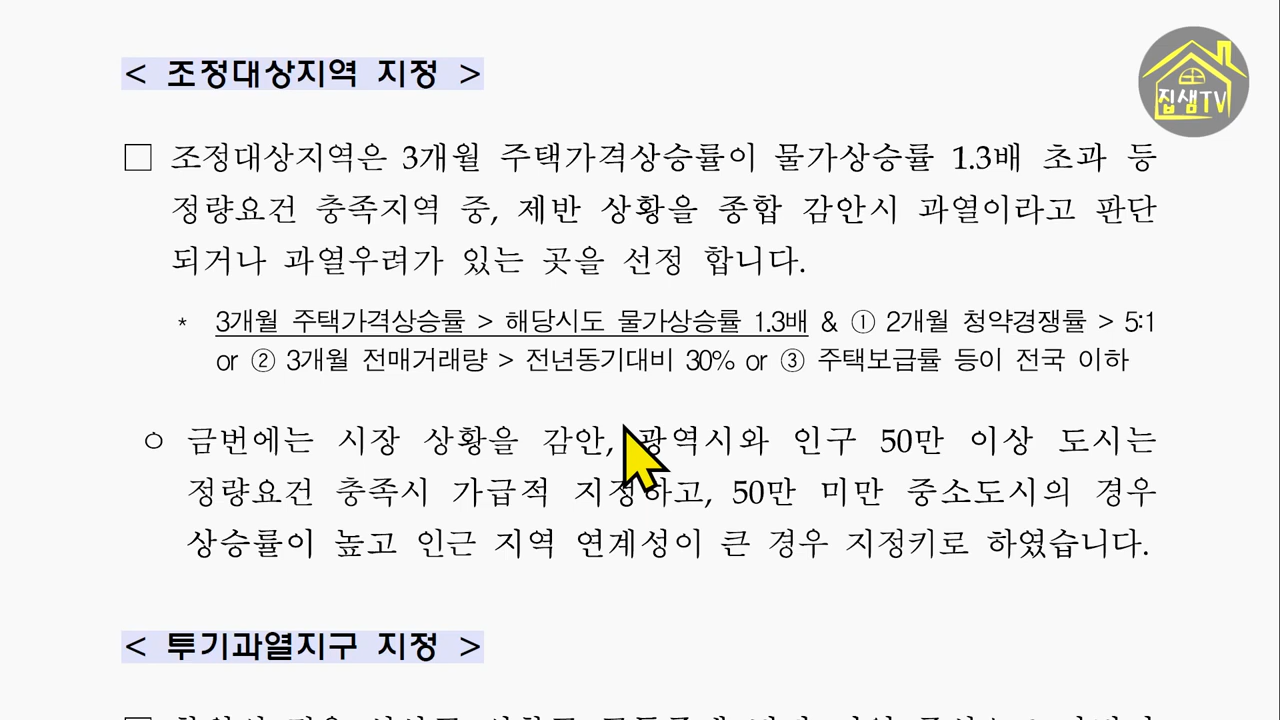 < 조정대상지역 지정 >
집샘TV
□ 조정대상지역은 3개월 주택가격상승률이 물가상승률 1.3배 초과 등
정량요건 충족지역 중, 제반 상황을 종합 감안시 과열이라고 판단
되거나 과열우려가 있는 곳을 선정 합니다.
* 3개월 주택가격상승률 > 해당시도 물가상승률 1.3배 & ① 2개월 청약경쟁률 > 5:1
or ② 3개월 전매거래량 > 전년동기대비 30% or ③ 주택보급률 등이 전국 이하
ㅇ 금번에는 시장 상황을 감안, 광역시와 인구 50만 이상 도시는
정량요건 충족시 가급적 지정하고, 50만 미만 중소도시의 경우
상승률이 높고 인근 지역 연계성이 큰 경우 지정키로 하였습니다.
< 투기과열지구 지정 >